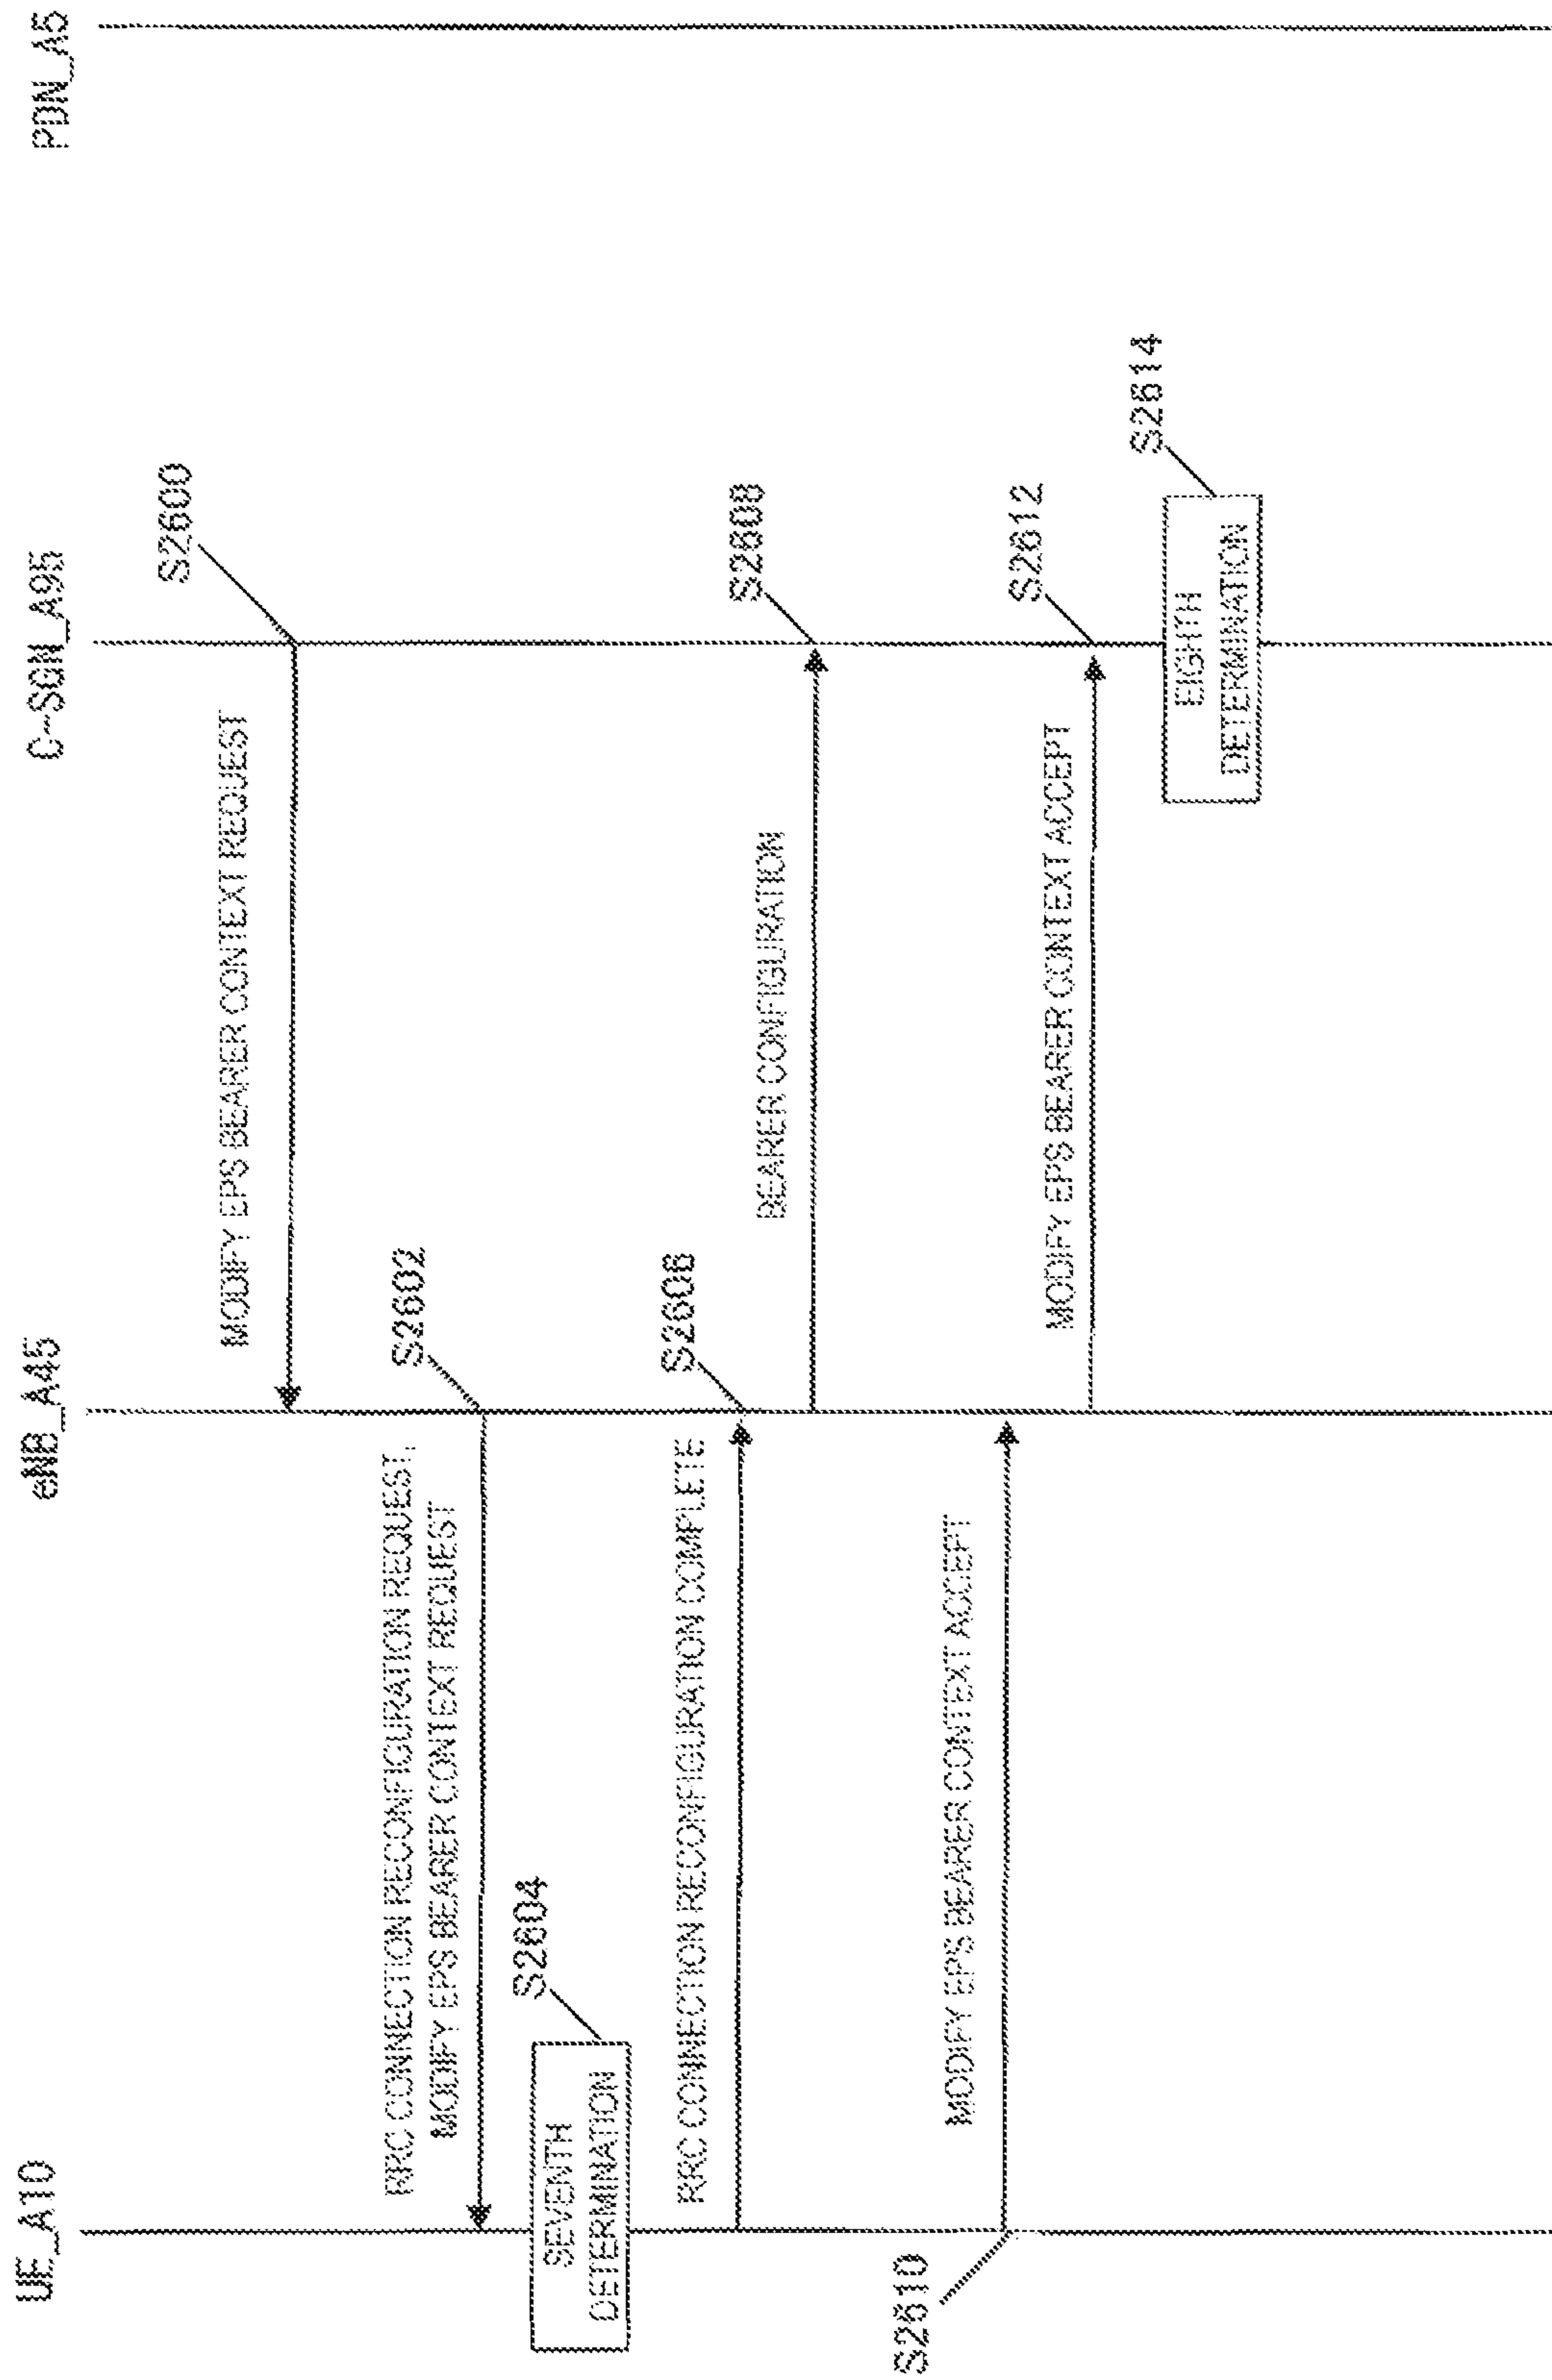 UE_A10
eNB_A45
C-SGN_A95
PDN_A5
S2600
MODIFY EPS BEARER CONTEXT REQUEST
S2602
RRC CONNECTION RECONFIGURATION REQUEST,
MODIFY EPS BEARER CONTEXT REQUEST
S2604
SEVENTH
DETERMINATION
S2606
RRC CONNECTION RECONFIGURATION COMPLETE
S2608
BEARER CONFIGURATION
S2610
MODIFY EPS BEARER CONTEXT ACCEPT
S2612
MODIFY EPS BEARER CONTEXT ACCEPT
S2614
EIGHTH
DETERMINATION